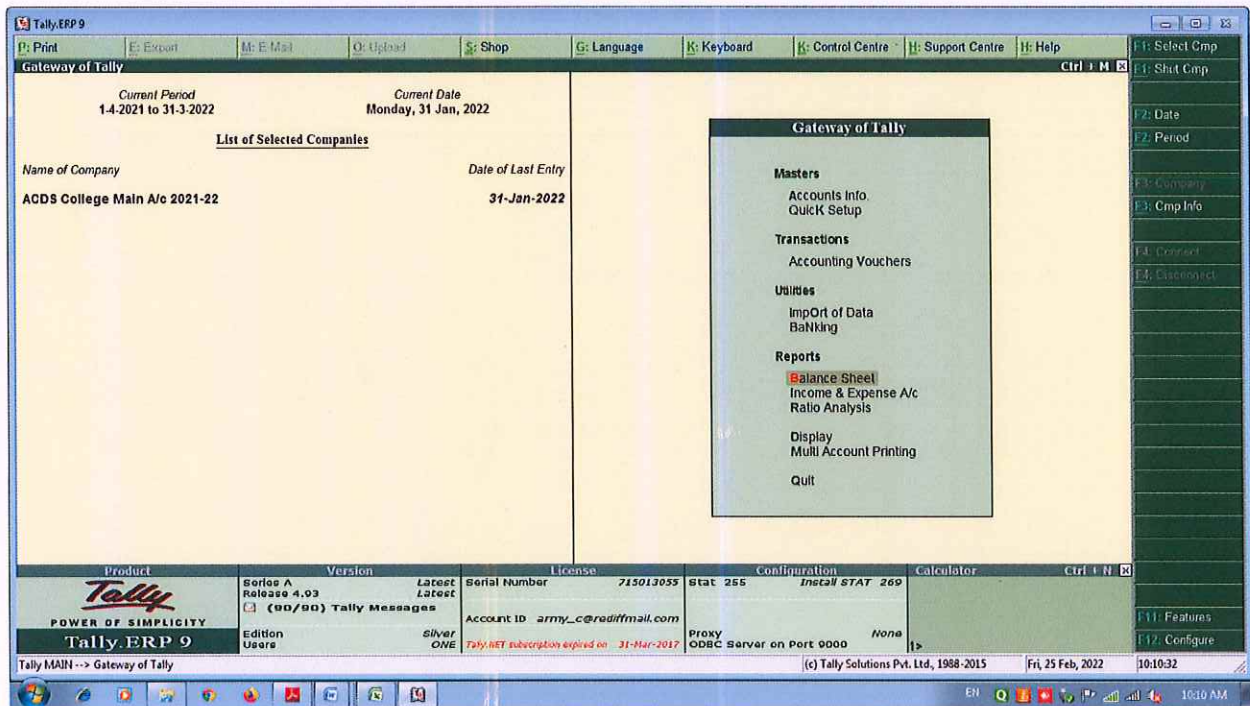 Tally.ERP 9
P: Print E: Export M: E-Mail O: Upload S: Shop G: Language K: Keyboard K: Control Centre H: Support Centre H: Help
Gateway of Tally Ctrl + M
Current Period Current Date
1-4-2021 to 31-3-2022 Monday, 31 Jan, 2022
List of Selected Companies
Name of Company Date of Last Entry
ACDS College Main A/c 2021-22 31-Jan-2022
Gateway of Tally
Masters
Accounts Info.
QuicK Setup
Transactions
Accounting Vouchers
Utilities
ImpOrt of Data
BaNking
Reports
Balance Sheet
Income & Expense A/c
Ratio Analysis
Display
Multi Account Printing
Quit
F1: Select Cmp
F1: Shut Cmp
F2: Date
F2: Period
F3: Company
F3: Cmp Info
F4: Connect
F4: Disconnect
F11: Features
F12: Configure
Product Version License Configuration Calculator Ctrl + N
Tally
POWER OF SIMPLICITY
Tally.ERP 9
Series A Latest
Release 4.93 Latest
(90/90) Tally Messages
Edition Silver
Users ONE
Serial Number 715013055
Account ID army_c@rediffmail.com
Tally.NET subscription expired on 31-Mar-2017
Stat 255 Install STAT 269
Proxy None
ODBC Server on Port 9000
1>
Tally MAIN --> Gateway of Tally (c) Tally Solutions Pvt. Ltd., 1988-2015 Fri, 25 Feb, 2022 10:10:32
EN 10:10 AM